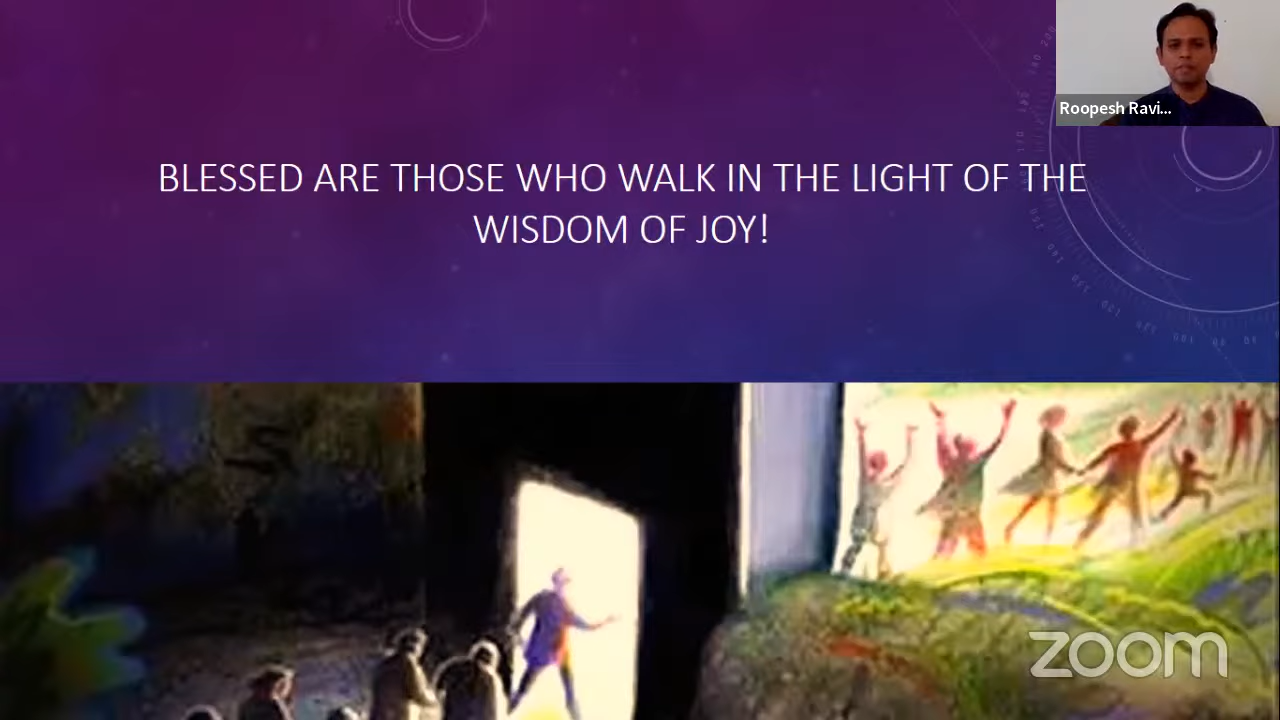 BLESSED ARE THOSE WHO WALK IN THE LIGHT OF THE
WISDOM OF JOY!
Roopesh Ravi...
zoom